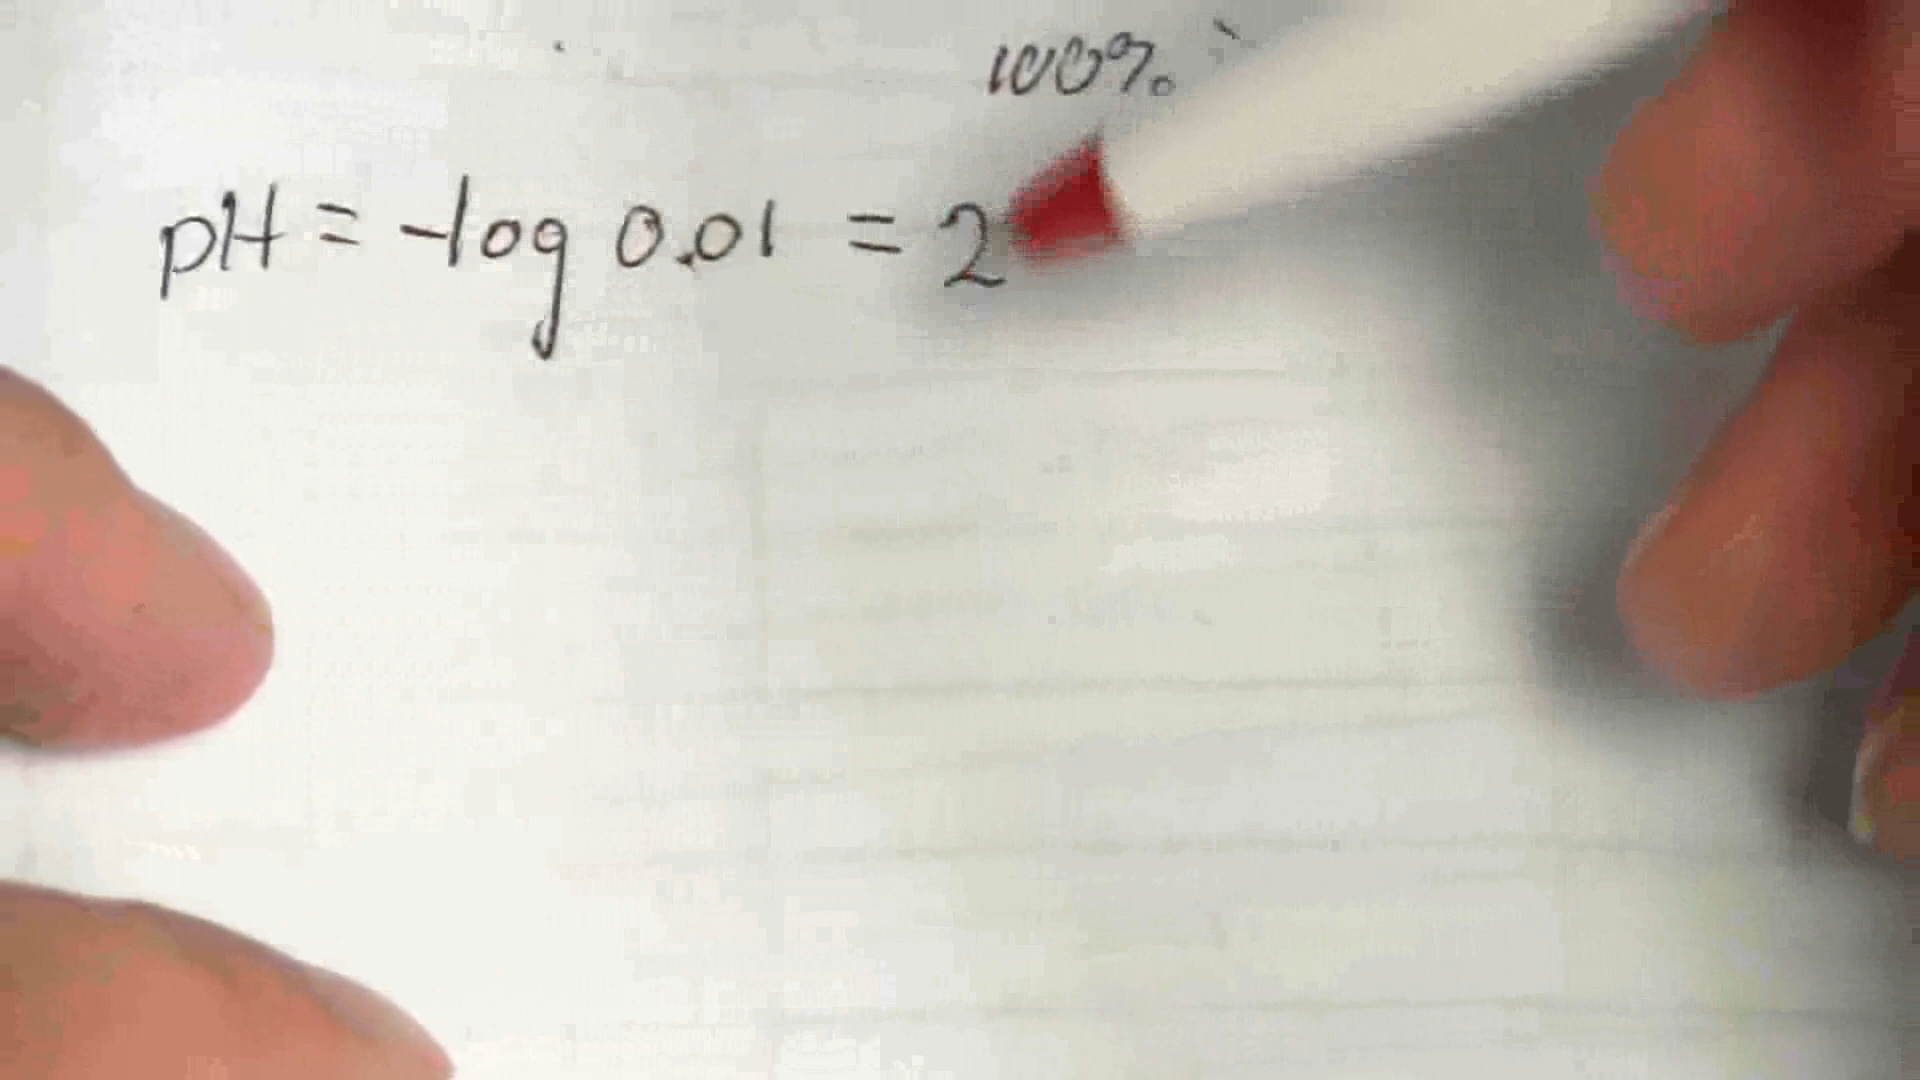 100%
pH = -log 0.01 = 2